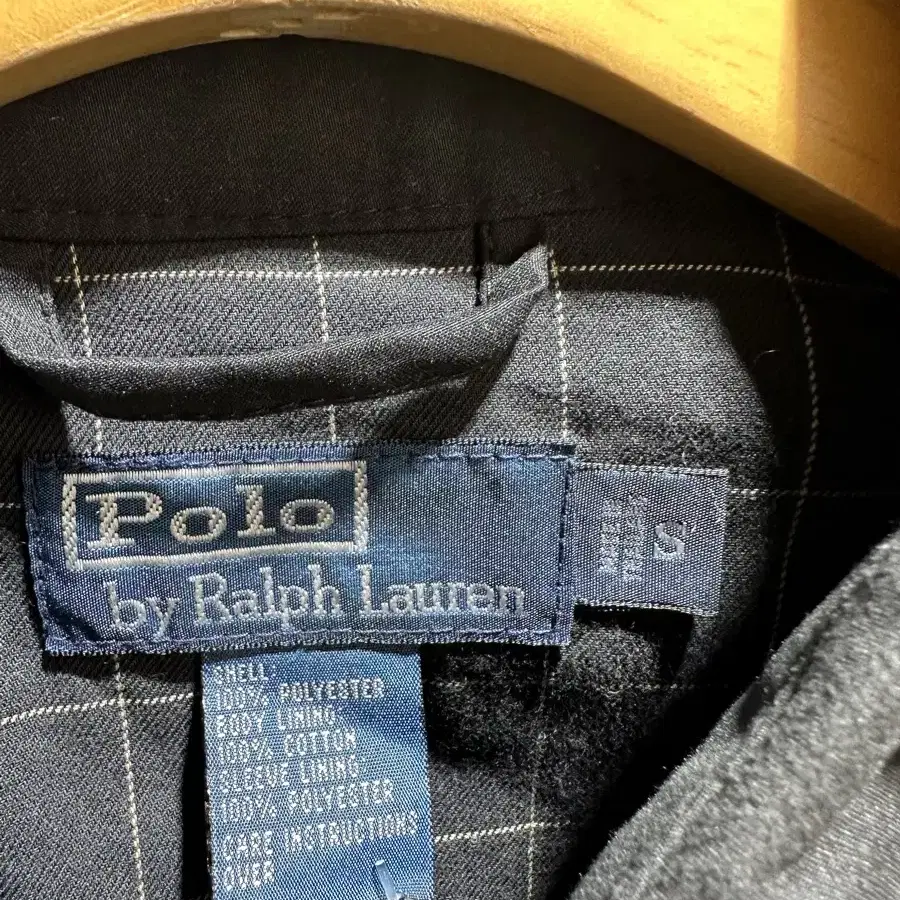 Polo
by Ralph Lauren
S
SHELL
100% POLYESTER
BODY LINING
100% COTTON
SLEEVE LINING
100% POLYESTER
CARE INSTRUCTIONS
OVER